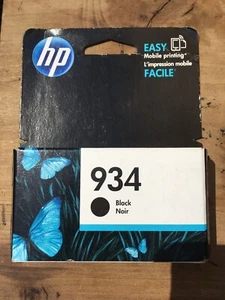 hp
EASY
Mobile printing*
L'impression mobile
FACILE*
934
Black
Noir